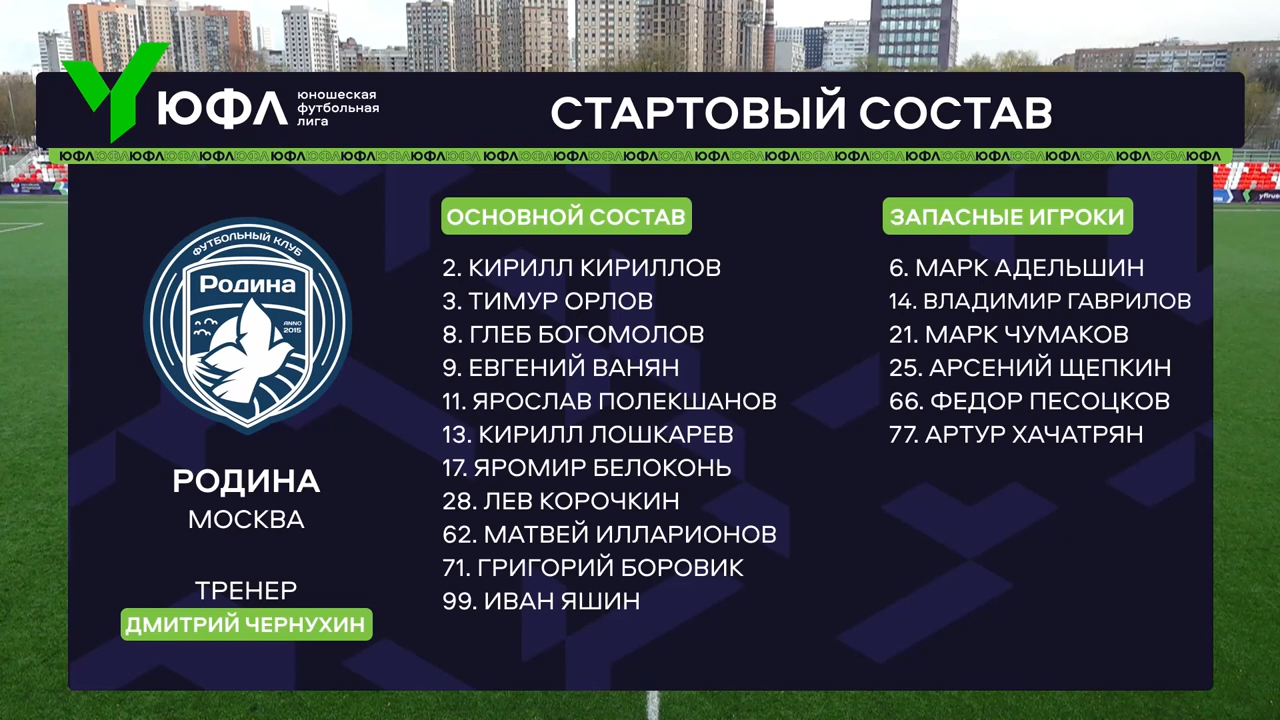 ЮФЛ
юношеская
футбольная
лига
СТАРТОВЫЙ СОСТАВ
ЮФЛЮФЛЮФЛЮФЛЮФЛЮФЛЮФЛЮФЛЮФЛЮФЛЮФЛЮФЛЮФЛЮФЛЮФЛЮФЛЮФЛЮФЛЮФЛЮФЛЮФЛЮФЛЮФЛЮФЛЮФЛЮФЛЮФЛЮФЛЮФЛЮФЛЮФЛЮФЛЮФЛ
ФУТБОЛЬНЫЙ КЛУБ
Родина
ANNO
2015
РОДИНА
МОСКВА
ТРЕНЕР
ДМИТРИЙ ЧЕРНУХИН
ОСНОВНОЙ СОСТАВ
2. КИРИЛЛ КИРИЛЛОВ
3. ТИМУР ОРЛОВ
8. ГЛЕБ БОГОМОЛОВ
9. ЕВГЕНИЙ ВАНЯН
11. ЯРОСЛАВ ПОЛЕКШАНОВ
13. КИРИЛЛ ЛОШКАРЕВ
17. ЯРОМИР БЕЛОКОНЬ
28. ЛЕВ КОРОЧКИН
62. МАТВЕЙ ИЛЛАРИОНОВ
71. ГРИГОРИЙ БОРОВИК
99. ИВАН ЯШИН
ЗАПАСНЫЕ ИГРОКИ
6. МАРК АДЕЛЬШИН
14. ВЛАДИМИР ГАВРИЛОВ
21. МАРК ЧУМАКОВ
25. АРСЕНИЙ ЩЕПКИН
66. ФЕДОР ПЕСОЦКОВ
77. АРТУР ХАЧАТРЯН